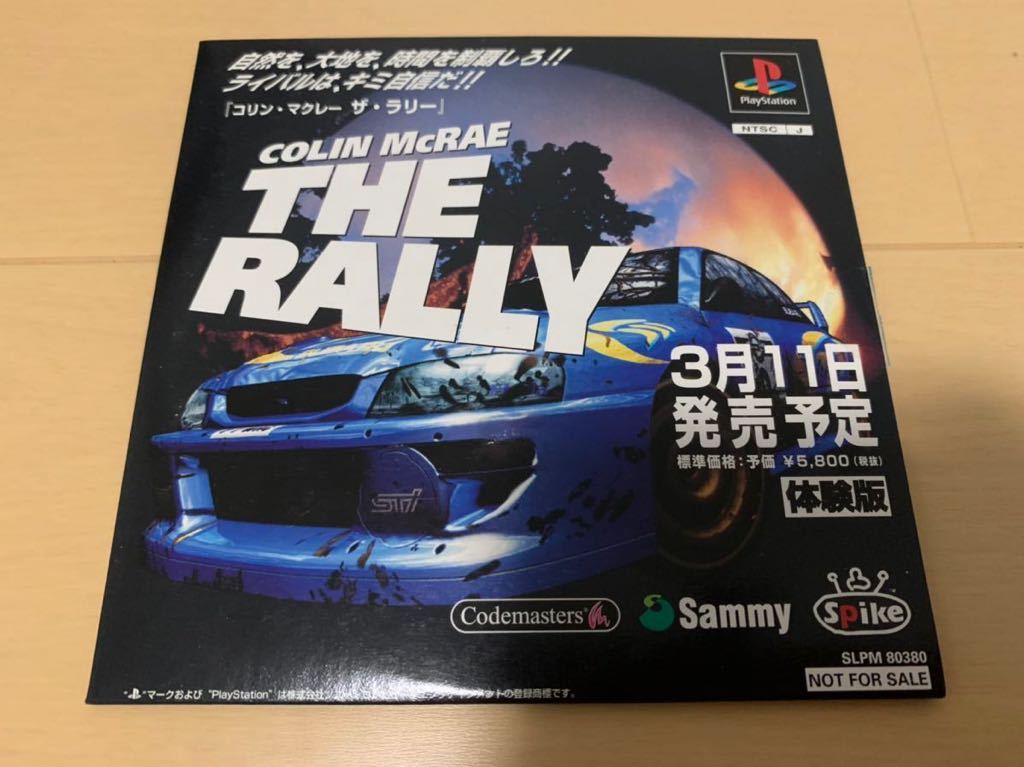 自然を、大地を、時間を制覇しろ!!
ライバルは、キミ自信だ!!
『コリン・マクレー ザ・ラリー』
COLIN McRAE
THE
RALLY
PlayStation
NTSC J
3月11日
発売予定
標準価格:予価 ¥5,800(税抜)
体験版
STi
Codemasters
Sammy
Spike
SLPM 80380
NOT FOR SALE
マークおよび "PlayStation" は株式会社
の登録商標です。